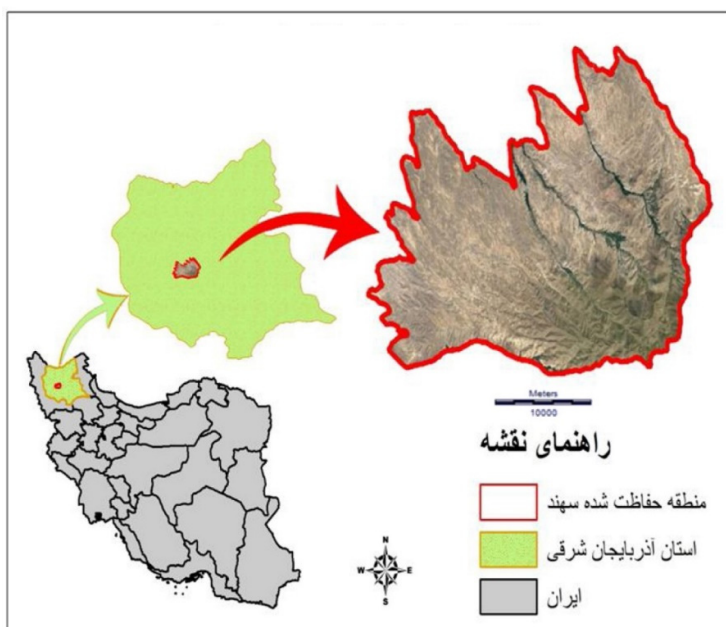 Meters
10000
راهنمای نقشه
منطقه حفاظت شده سهند
استان آذربایجان شرقی
ایران
N
W E
S